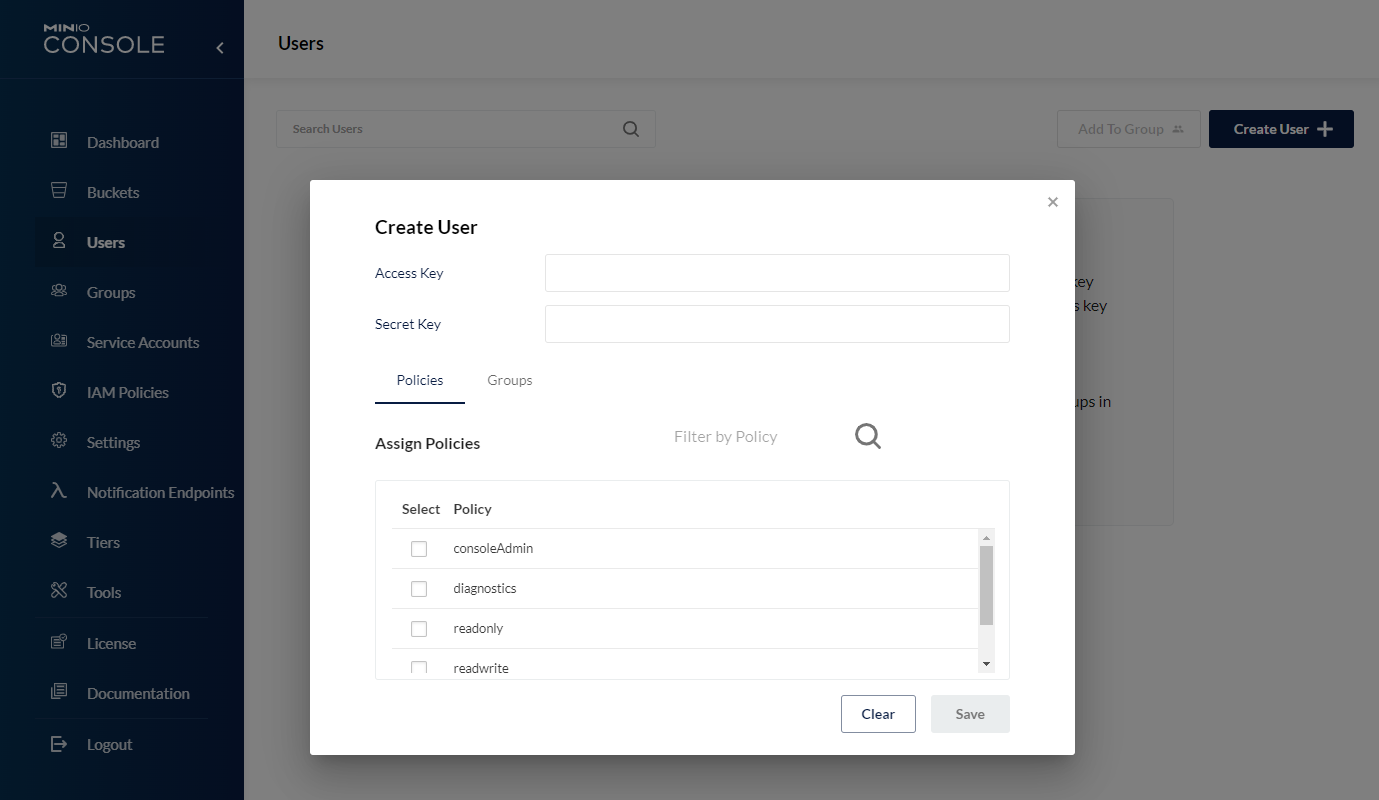 MINIO
CONSOLE
Users
Dashboard
Buckets
Users
Groups
Service Accounts
IAM Policies
Settings
Notification Endpoints
Tiers
Tools
License
Documentation
Logout
Search Users
Add To Group
Create User
key
s key
ups in
Create User
Access Key
Secret Key
Policies Groups
Assign Policies Filter by Policy
Select Policy
consoleAdmin
diagnostics
readonly
readwrite
Clear Save